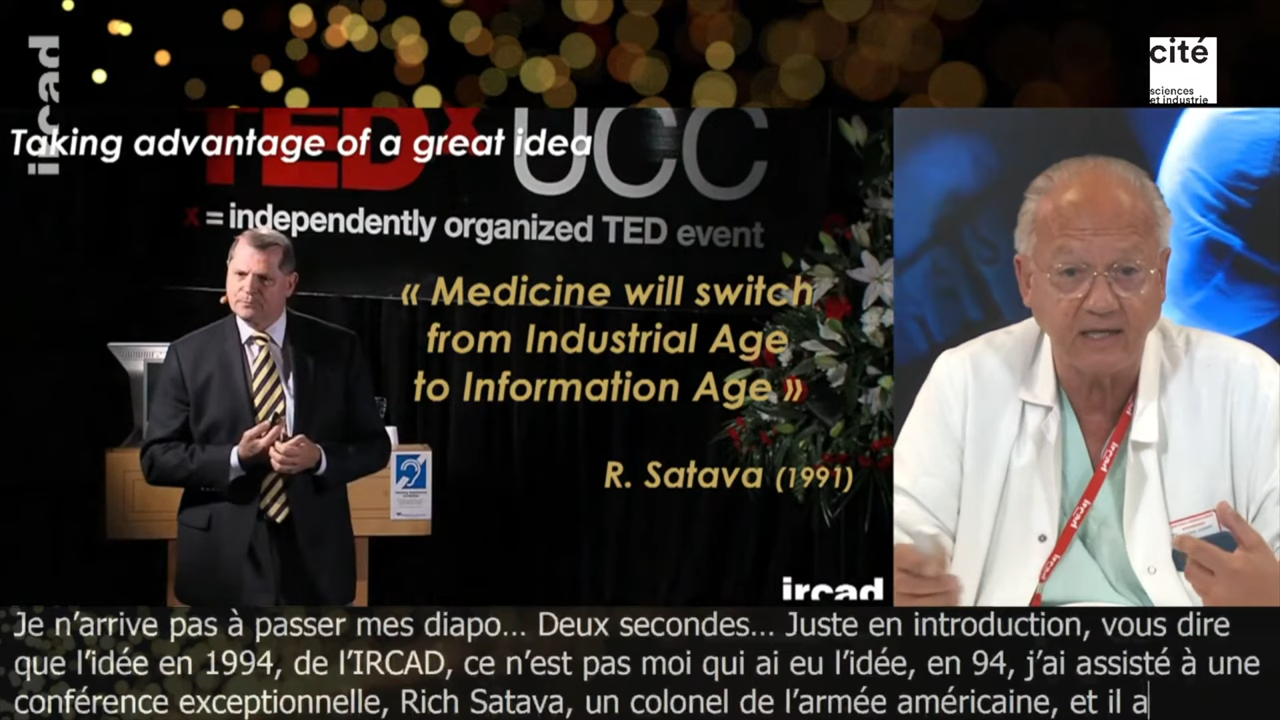 ircad
cité
sciences
et industrie
Taking advantage of a great idea
TEDx UCC
x = independently organized TED event
« Medicine will switch
from Industrial Age
to Information Age »
R. Satava (1991)
ircad
ircad
ircad
Je n’arrive pas à passer mes diapo... Deux secondes... Juste en introduction, vous dire
que l’idée en 1994, de l’IRCAD, ce n’est pas moi qui ai eu l’idée, en 94, j’ai assisté à une
conférence exceptionnelle, Rich Satava, un colonel de l’armée américaine, et il a